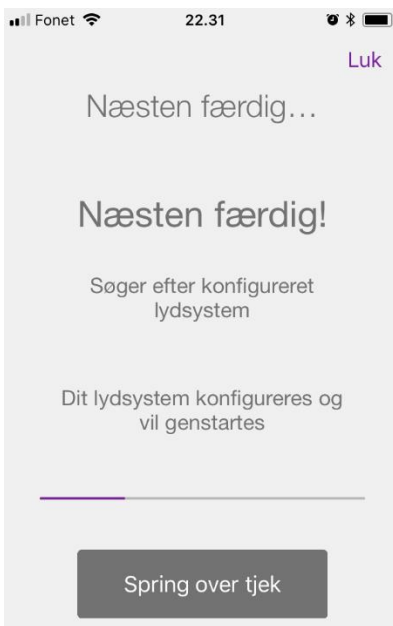 Fonet 22.31
Luk
Næsten færdig...
Næsten færdig!
Søger efter konfigureret
lydsystem
Dit lydsystem konfigureres og
vil genstartes
Spring over tjek